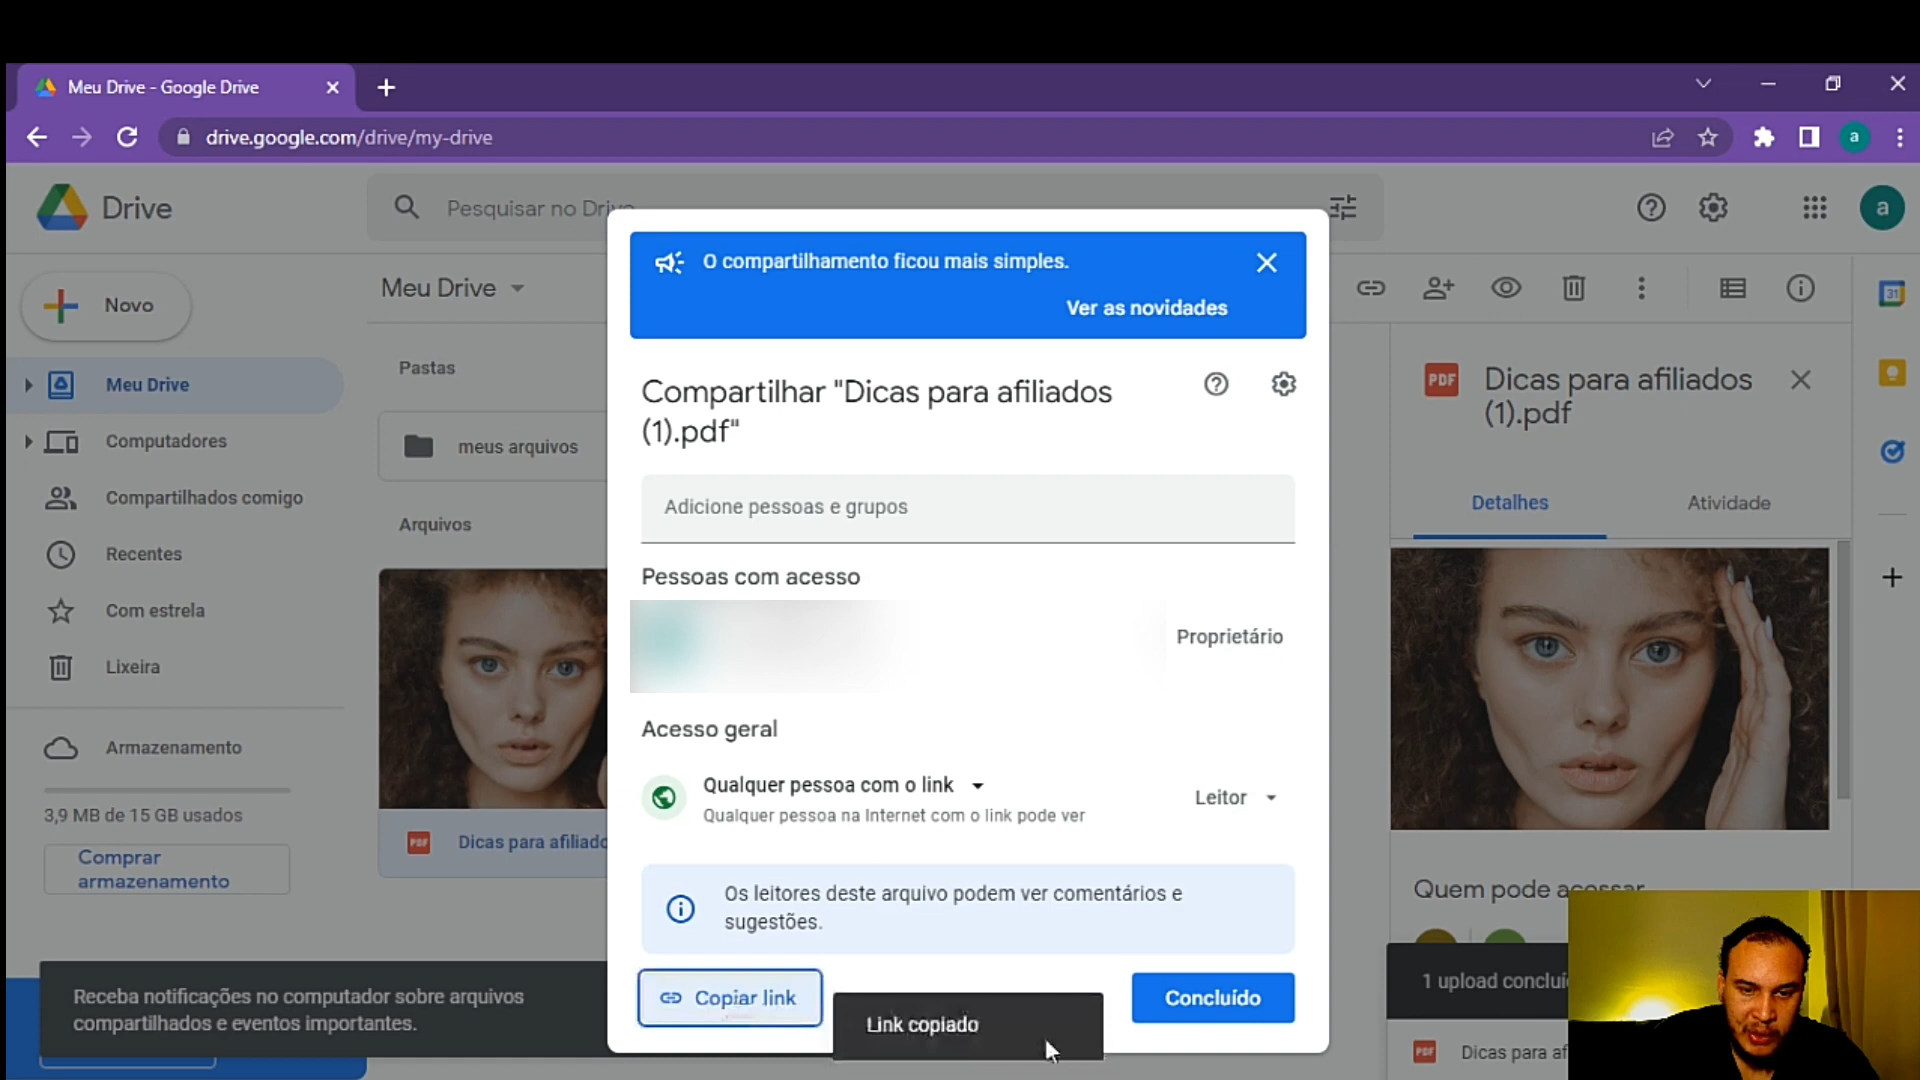 Meu Drive - Google Drive
drive.google.com/drive/my-drive
a
Drive
Pesquisar no Drive
a
Novo
Meu Drive
Computadores
Compartilhados comigo
Recentes
Com estrela
Lixeira
Armazenamento
3,9 MB de 15 GB usados
Comprar
armazenamento
Meu Drive
Pastas
meus arquivos
Arquivos
PDF
Dicas para afiliado
Receba notificações no computador sobre arquivos
compartilhados e eventos importantes.
O compartilhamento ficou mais simples.
Ver as novidades
Compartilhar "Dicas para afiliados
(1).pdf"
Adicione pessoas e grupos
Pessoas com acesso
Proprietário
Acesso geral
Qualquer pessoa com o link
Qualquer pessoa na Internet com o link pode ver
Leitor
Os leitores deste arquivo podem ver comentários e
sugestões.
Copiar link
Link copiado
Concluído
31
PDF
Dicas para afiliados
(1).pdf
Detalhes
Atividade
Quem pode acessar
1 upload concluí
PDF
Dicas para af